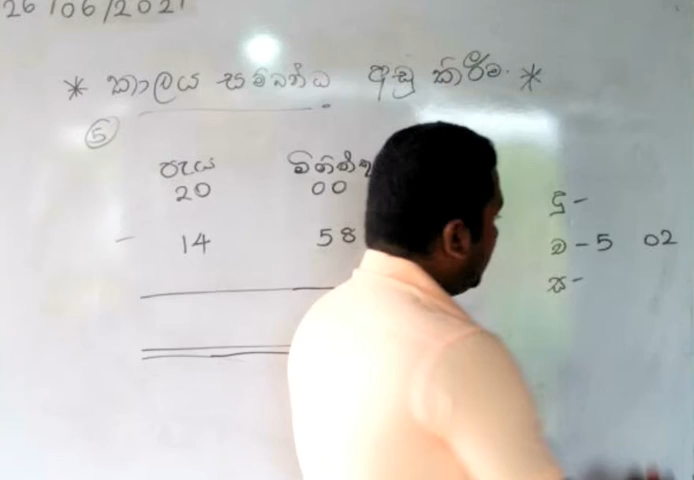 26/06/2021
* කාලය සම්බන්ධ අඩු කිරීම. *
5
පැය මිනිත්තු
20 00
- 14 58
දු-
ච-5 02
ස-